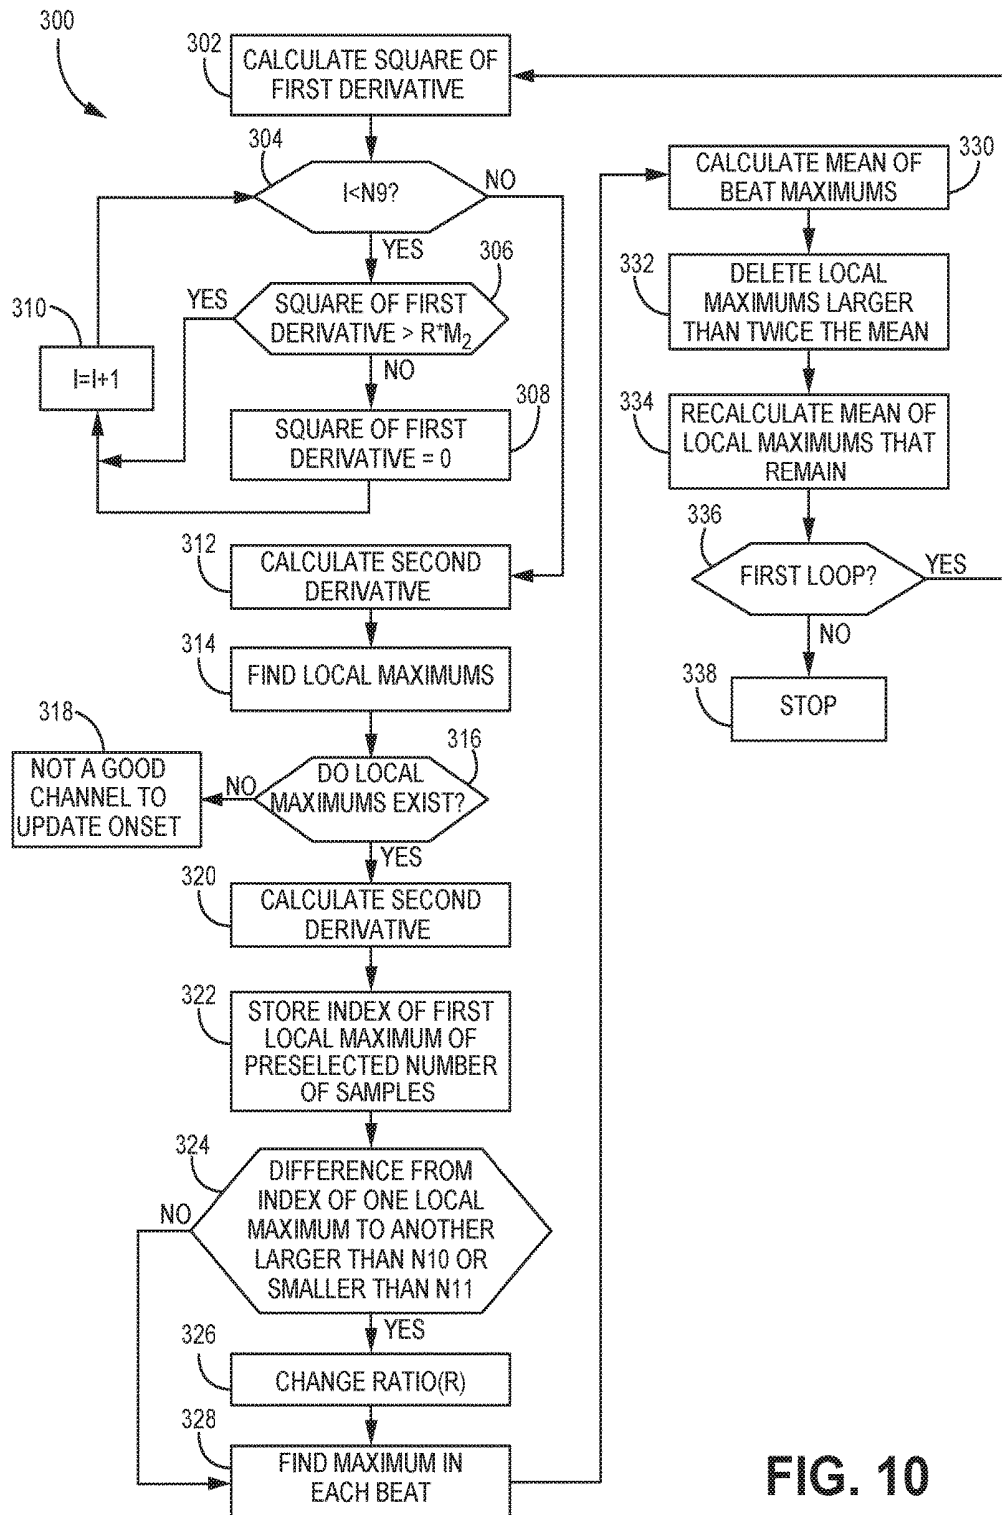 300
302
CALCULATE SQUARE OF
FIRST DERIVATIVE
304
I<N9?
NO
YES
306
YES
SQUARE OF FIRST
DERIVATIVE > R*M2
310
I=I+1
NO
308
SQUARE OF FIRST
DERIVATIVE = 0
312
CALCULATE SECOND
DERIVATIVE
314
FIND LOCAL MAXIMUMS
318
NOT A GOOD
CHANNEL TO
UPDATE ONSET
316
NO
DO LOCAL
MAXIMUMS EXIST?
YES
320
CALCULATE SECOND
DERIVATIVE
322
STORE INDEX OF FIRST
LOCAL MAXIMUM OF
PRESELECTED NUMBER
OF SAMPLES
324
NO
DIFFERENCE FROM
INDEX OF ONE LOCAL
MAXIMUM TO ANOTHER
LARGER THAN N10 OR
SMALLER THAN N11
YES
326
CHANGE RATIO(R)
328
FIND MAXIMUM IN
EACH BEAT
330
CALCULATE MEAN OF
BEAT MAXIMUMS
332
DELETE LOCAL
MAXIMUMS LARGER
THAN TWICE THE MEAN
334
RECALCULATE MEAN OF
LOCAL MAXIMUMS THAT
REMAIN
336
FIRST LOOP?
YES
NO
338
STOP
FIG. 10